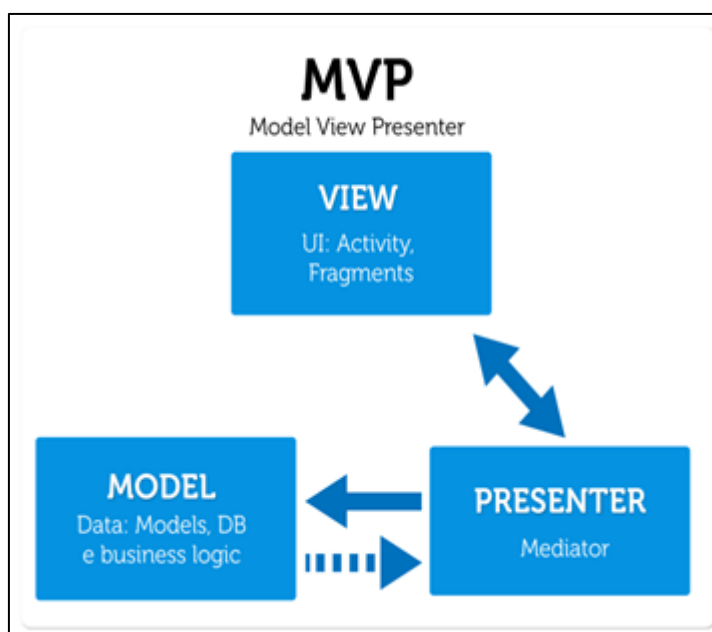 MVP
Model View Presenter
VIEW
UI: Activity,
Fragments
MODEL
Data: Models, DB
e business logic
PRESENTER
Mediator